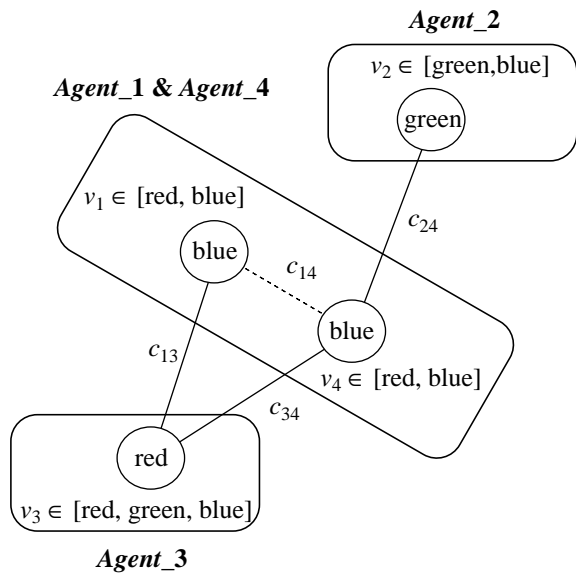 Agent_2
v2 ∈ [green,blue]
green
Agent_1 & Agent_4
v1 ∈ [red, blue]
blue
c24
c14
blue
c13
v4 ∈ [red, blue]
c34
red
v3 ∈ [red, green, blue]
Agent_3